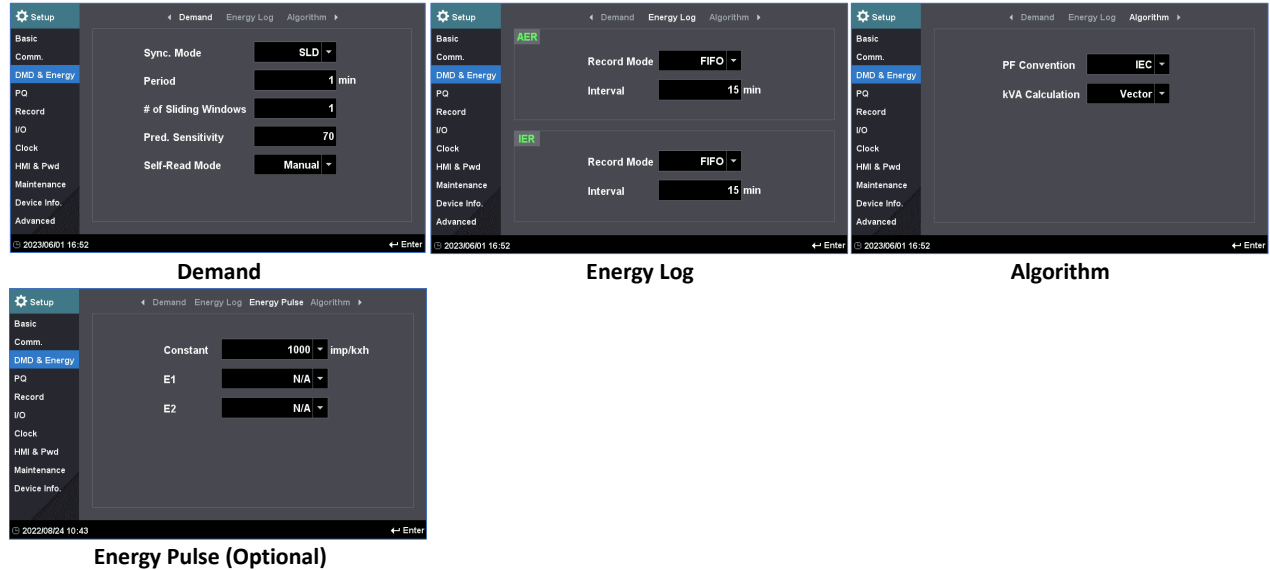 Setup
Demand Energy Log Algorithm
Basic
Comm.
DMD & Energy
PQ
Record
I/O
Clock
HMI & Pwd
Maintenance
Device Info.
Advanced
Sync. Mode SLD
Period 1 min
# of Sliding Windows 1
Pred. Sensitivity 70
Self-Read Mode Manual
2023/06/01 16:52 Enter
Demand
Setup
Demand Energy Log Algorithm
Basic
Comm.
DMD & Energy
PQ
Record
I/O
Clock
HMI & Pwd
Maintenance
Device Info.
Advanced
AER
Record Mode FIFO
Interval 15 min
IER
Record Mode FIFO
Interval 15 min
2023/06/01 16:52 Enter
Energy Log
Setup
Demand Energy Log Algorithm
Basic
Comm.
DMD & Energy
PQ
Record
I/O
Clock
HMI & Pwd
Maintenance
Device Info.
Advanced
PF Convention IEC
kVA Calculation Vector
2023/06/01 16:52 Enter
Algorithm
Setup
Demand Energy Log Energy Pulse Algorithm
Basic
Comm.
DMD & Energy
PQ
Record
I/O
Clock
HMI & Pwd
Maintenance
Device Info.
Constant 1000 imp/kxh
E1 N/A
E2 N/A
2022/08/24 10:43 Enter
Energy Pulse (Optional)